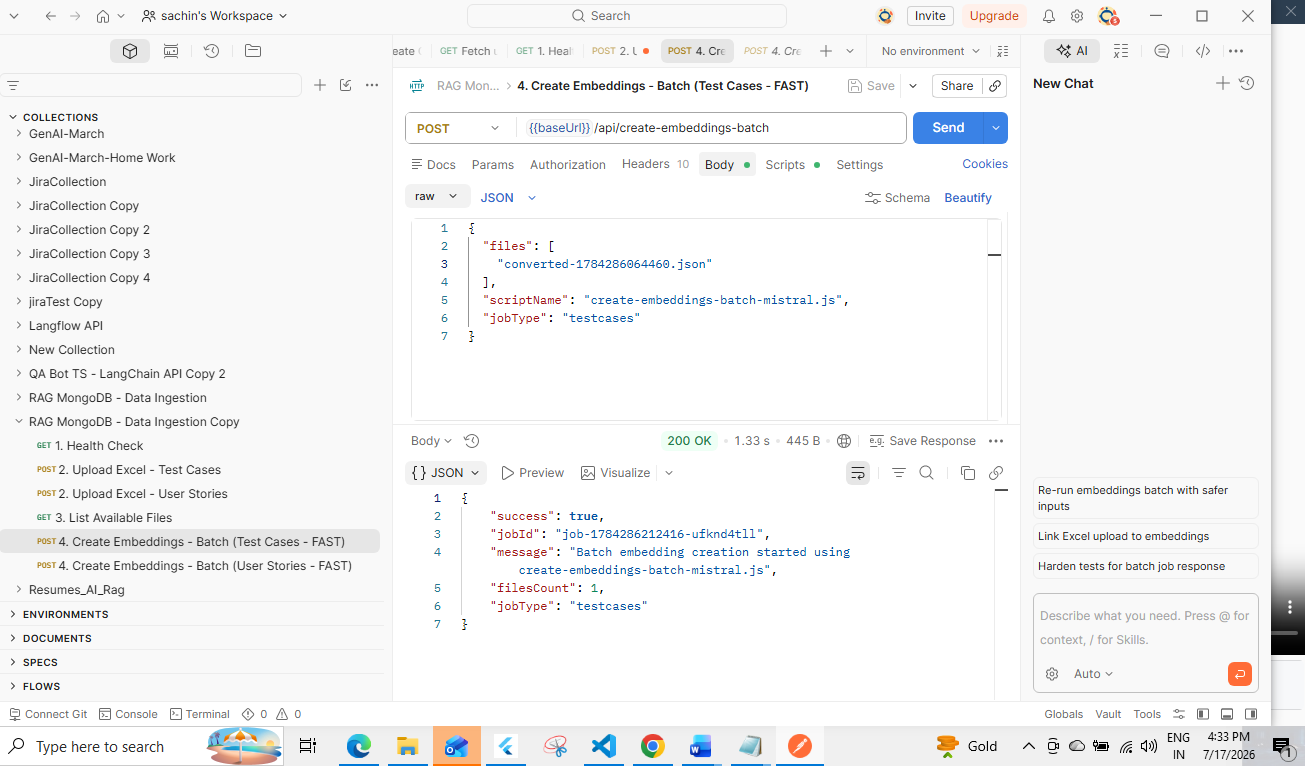 sachin's Workspace
Search
Invite
Upgrade
AI
GET Fetch
GET 1. Heal
POST 2. U
POST 4. Cre
POST 4. Cre
No environment
COLLECTIONS
GenAI-March
GenAI-March-Home Work
JiraCollection
JiraCollection Copy
JiraCollection Copy 2
JiraCollection Copy 3
JiraCollection Copy 4
jiraTest Copy
Langflow API
New Collection
QA Bot TS - LangChain API Copy 2
RAG MongoDB - Data Ingestion
RAG MongoDB - Data Ingestion Copy
GET 1. Health Check
POST 2. Upload Excel - Test Cases
POST 2. Upload Excel - User Stories
GET 3. List Available Files
POST 4. Create Embeddings - Batch (Test Cases - FAST)
POST 4. Create Embeddings - Batch (User Stories - FAST)
Resumes_AI_Rag
ENVIRONMENTS
DOCUMENTS
SPECS
FLOWS
HTTP RAG Mon... > 4. Create Embeddings - Batch (Test Cases - FAST)
Save
Share
POST
{{baseUrl}} /api/create-embeddings-batch
Send
Docs Params Authorization Headers 10 Body Scripts Settings
Cookies
raw JSON
Schema Beautify
1 {
2 "files": [
3 "converted-1784286064460.json"
4 ],
5 "scriptName": "create-embeddings-batch-mistral.js",
6 "jobType": "testcases"
7 }
Body
200 OK • 1.33 s • 445 B
e.g. Save Response
{} JSON
Preview
Visualize
1 {
2 "success": true,
3 "jobId": "job-1784286212416-ufknd4tll",
4 "message": "Batch embedding creation started using
create-embeddings-batch-mistral.js",
5 "filesCount": 1,
6 "jobType": "testcases"
7 }
New Chat
Re-run embeddings batch with safer
inputs
Link Excel upload to embeddings
Harden tests for batch job response
Describe what you need. Press @ for
context, / for Skills.
Auto
Connect Git
Console
Terminal
0
0
Globals
Vault
Tools
Type here to search
Gold
ENG
IN
4:33 PM
7/17/2026
1